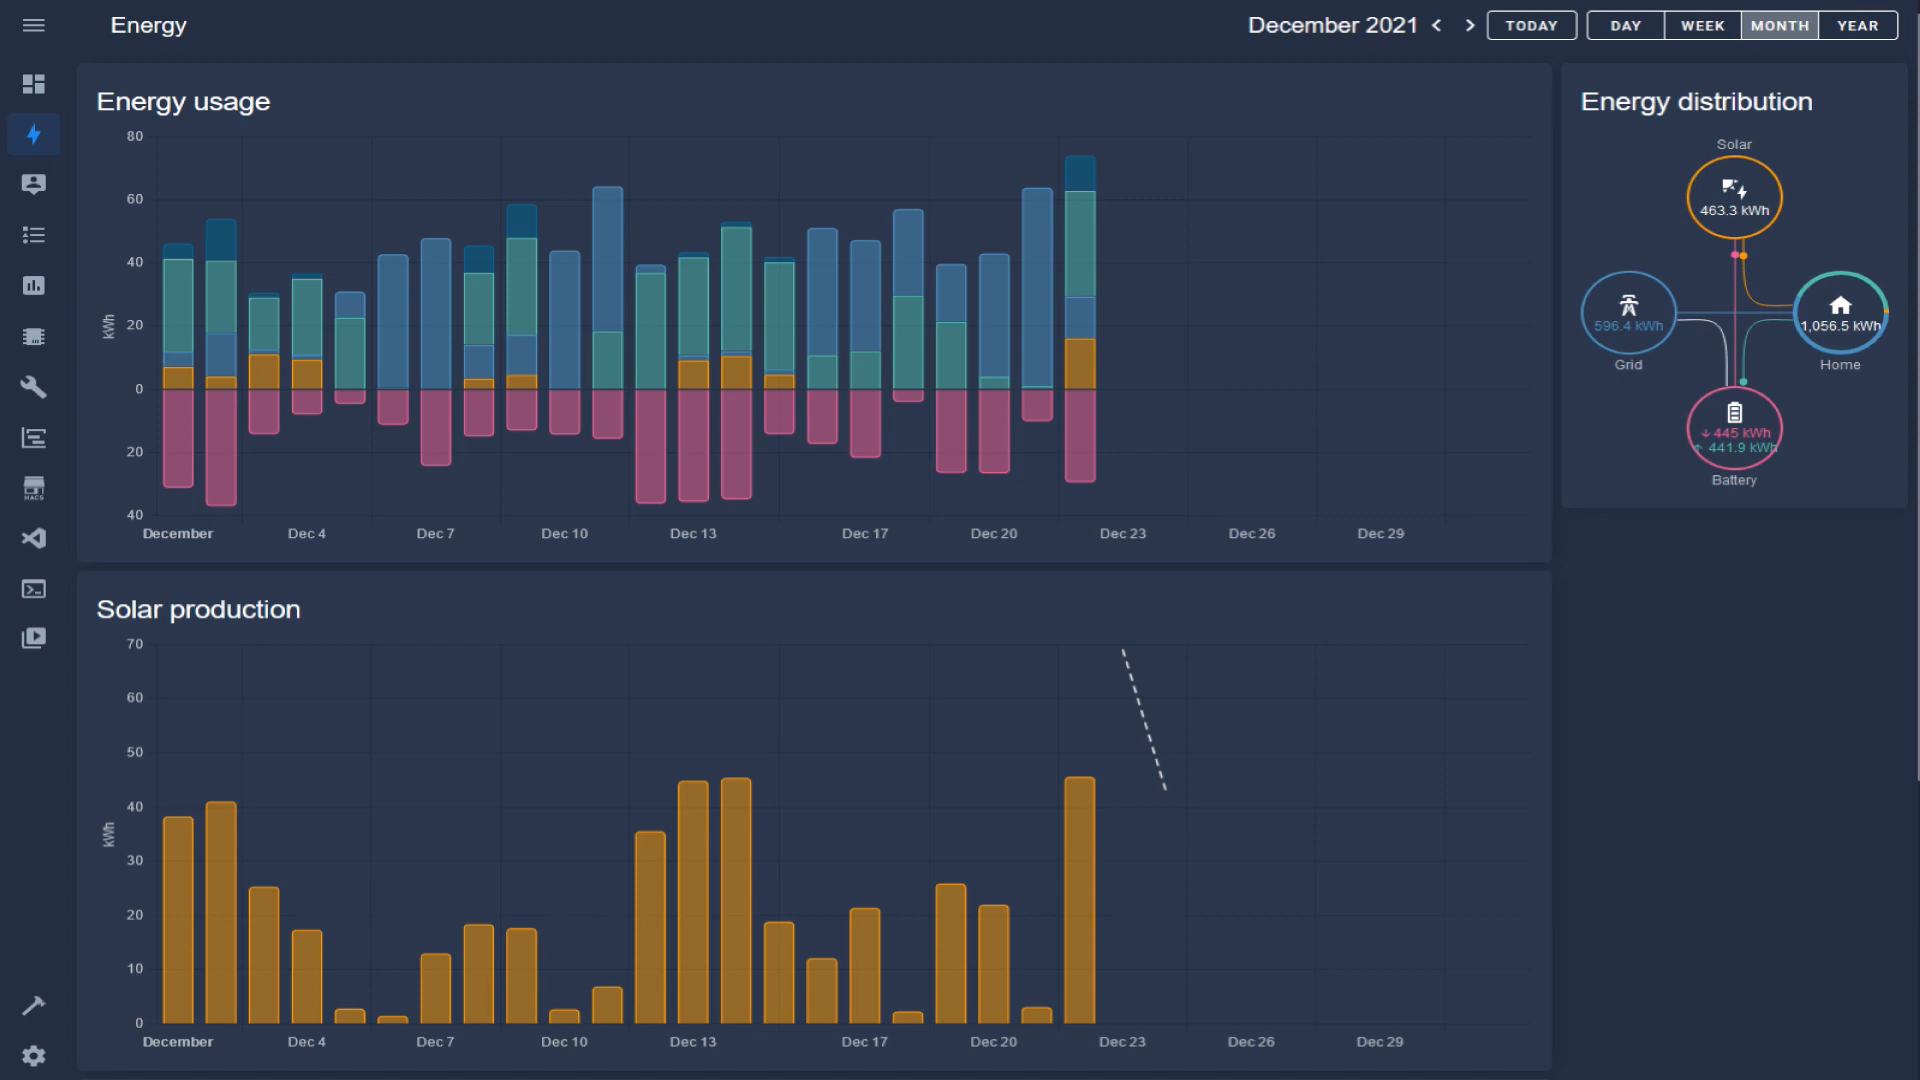 Energy
December 2021
TODAY
DAY
WEEK
MONTH
YEAR
Energy usage
80
60
40
20
0
20
40
kWh
December
Dec 4
Dec 7
Dec 10
Dec 13
Dec 17
Dec 20
Dec 23
Dec 26
Dec 29
Energy distribution
Solar
463.3 kWh
596.4 kWh
Grid
1,056.5 kWh
Home
↓ 445 kWh
↑ 441.9 kWh
Battery
HACS
Solar production
70
60
50
40
30
20
10
0
kWh
December
Dec 4
Dec 7
Dec 10
Dec 13
Dec 17
Dec 20
Dec 23
Dec 26
Dec 29